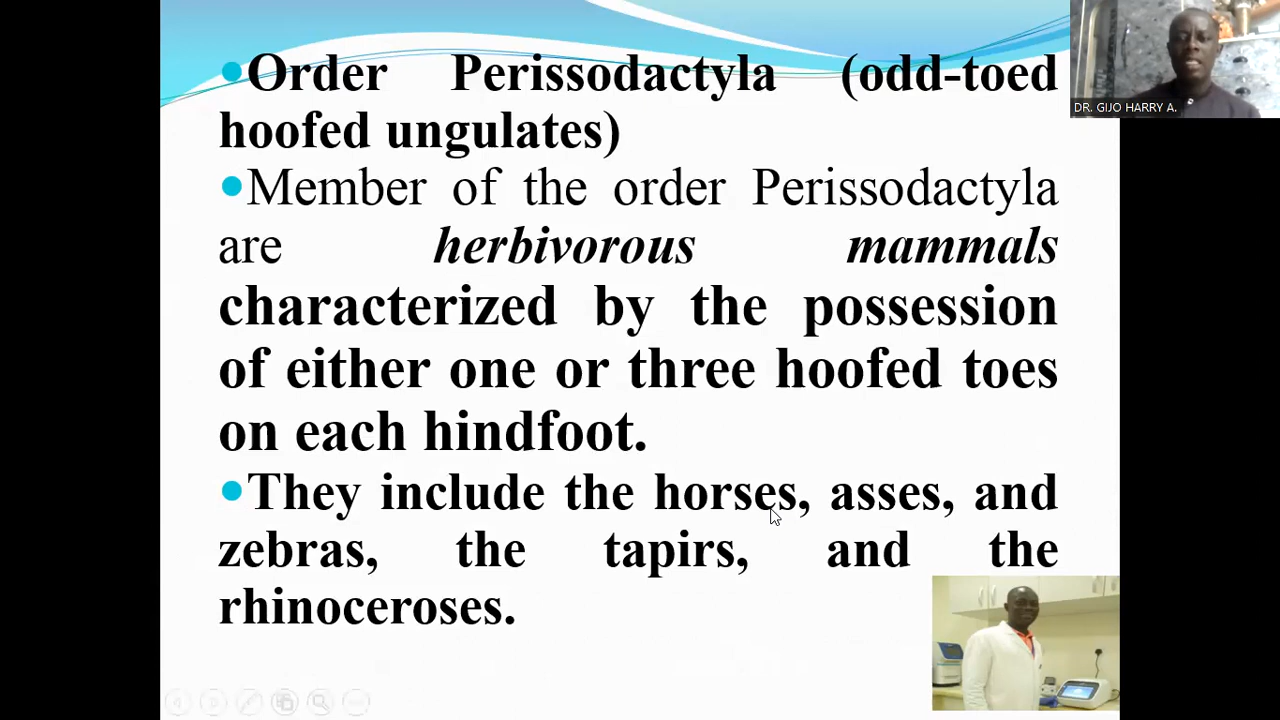 •Order Perissodactyla (odd-toed
hoofed ungulates)
•Member of the order Perissodactyla
are herbivorous mammals
characterized by the possession
of either one or three hoofed toes
on each hindfoot.
•They include the horses, asses, and
zebras, the tapirs, and the
rhinoceroses.
DR. GIJO HARRY A.